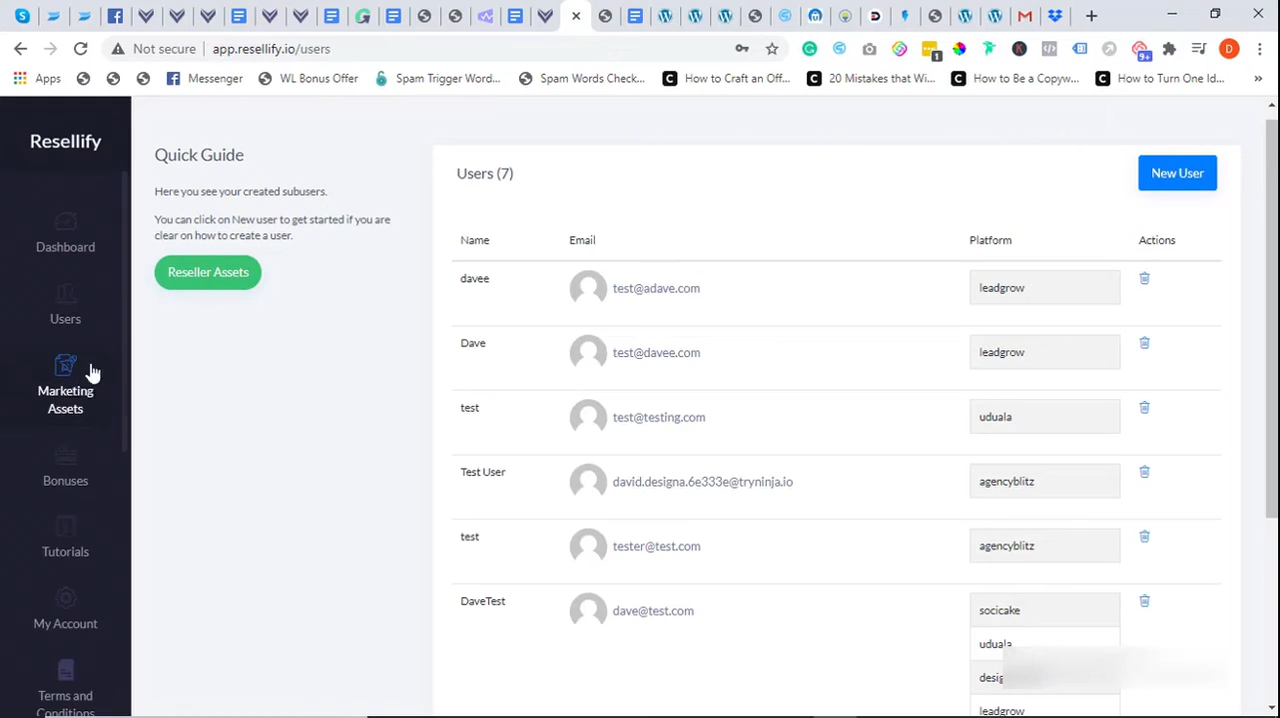 Not secure | app.resellify.io/users
1
9+
D
Apps
Messenger
WL Bonus Offer
Spam Trigger Word...
Spam Words Check...
How to Craft an Off...
20 Mistakes that Wi...
How to Be a Copyw...
How to Turn One Id...
»
Resellify
Dashboard
Users
Marketing
Assets
Bonuses
Tutorials
My Account
Terms and
Conditions
Quick Guide
Here you see your created subusers.
You can click on New user to get started if you are
clear on how to create a user.
Reseller Assets
Users (7)
New User
Name Email Platform Actions
davee test@adave.com leadgrow
Dave test@davee.com leadgrow
test test@testing.com uduala
Test User david.designa.6e333e@tryninja.io agencyblitz
test tester@test.com agencyblitz
DaveTest dave@test.com socicake
uduala
desig
leadgrow